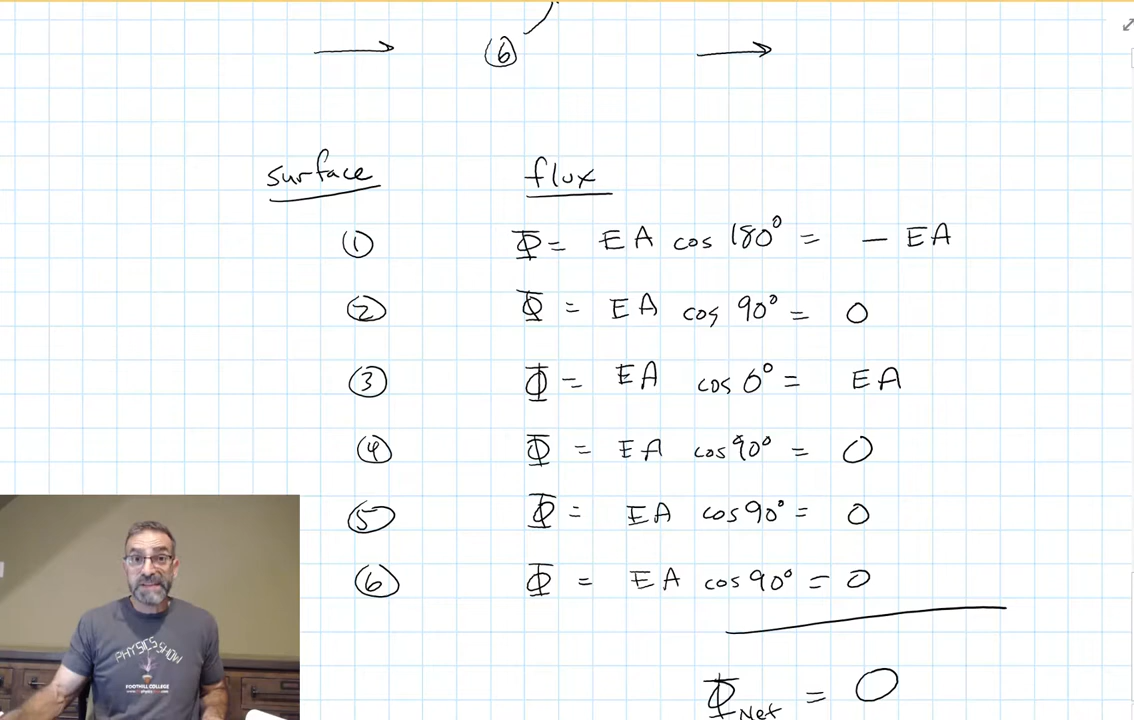 ⑥
surface flux
① Φ = EA cos 180° = - EA
② Φ = EA cos 90° = 0
③ Φ = EA cos 0° = EA
④ Φ = EA cos 90° = 0
⑤ Φ = EA cos 90° = 0
⑥ Φ = EA cos 90° = 0
Φ Net = 0
PHYSICS SHOW
FOOTHILL COLLEGE